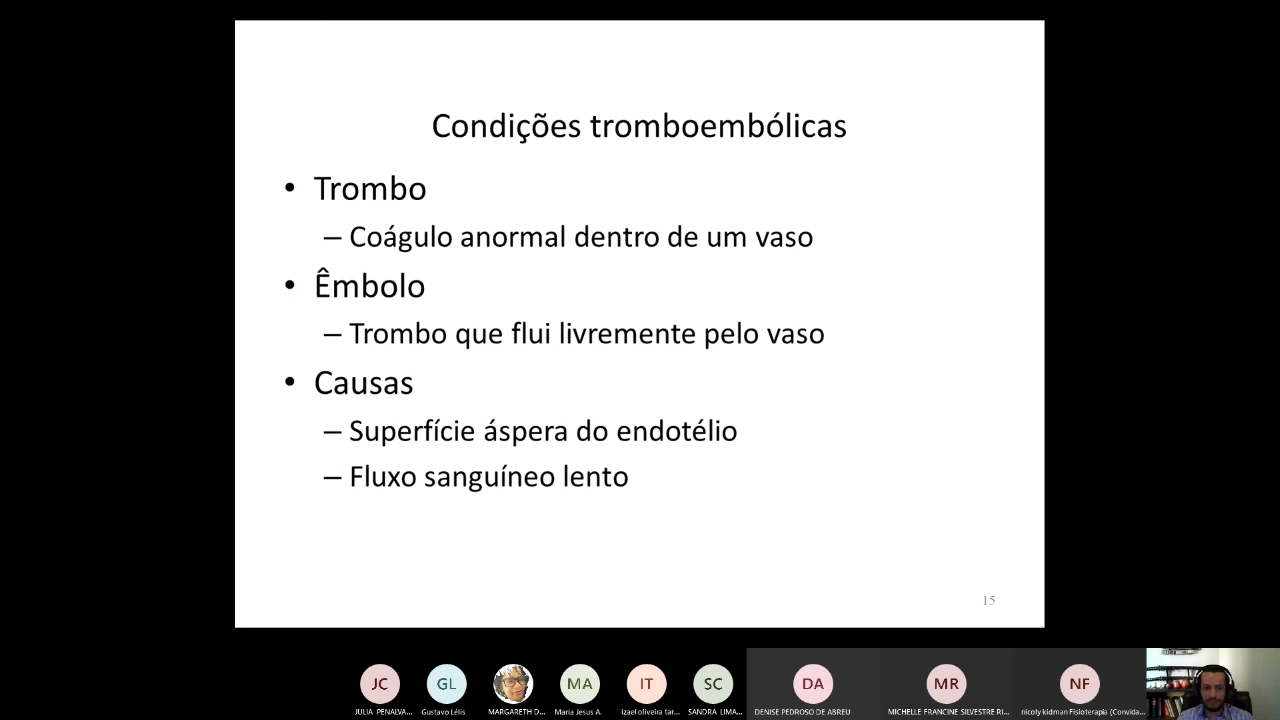 Condições tromboembólicas
• Trombo
– Coágulo anormal dentro de um vaso
• Êmbolo
– Trombo que flui livremente pelo vaso
• Causas
– Superfície áspera do endotélio
– Fluxo sanguíneo lento
15
JC GL MA IT SC DA MR NF
JULIA PENALVA... Gustavo Lélis MARGARETH D... Maria Jesus A. izael oliveira tar... SANDRA LIMA... DENISE PEDROSO DE ABREU MICHELLE FRANCINE SILVESTRE RI... nicoly kidman Fisioterapia (Convida...